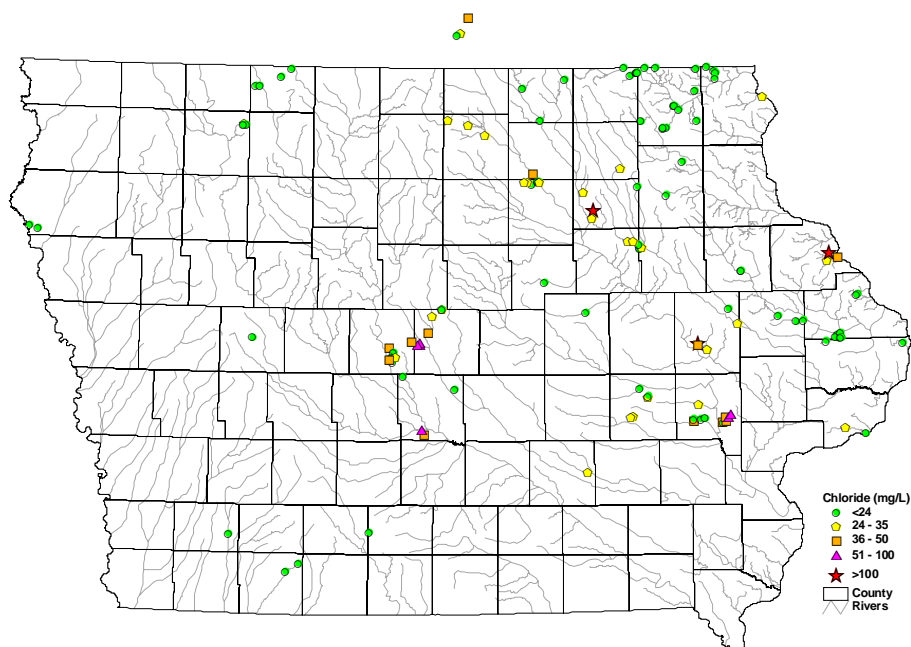 Chloride (mg/L)
<24
24 - 35
36 - 50
51 - 100
>100
County
Rivers